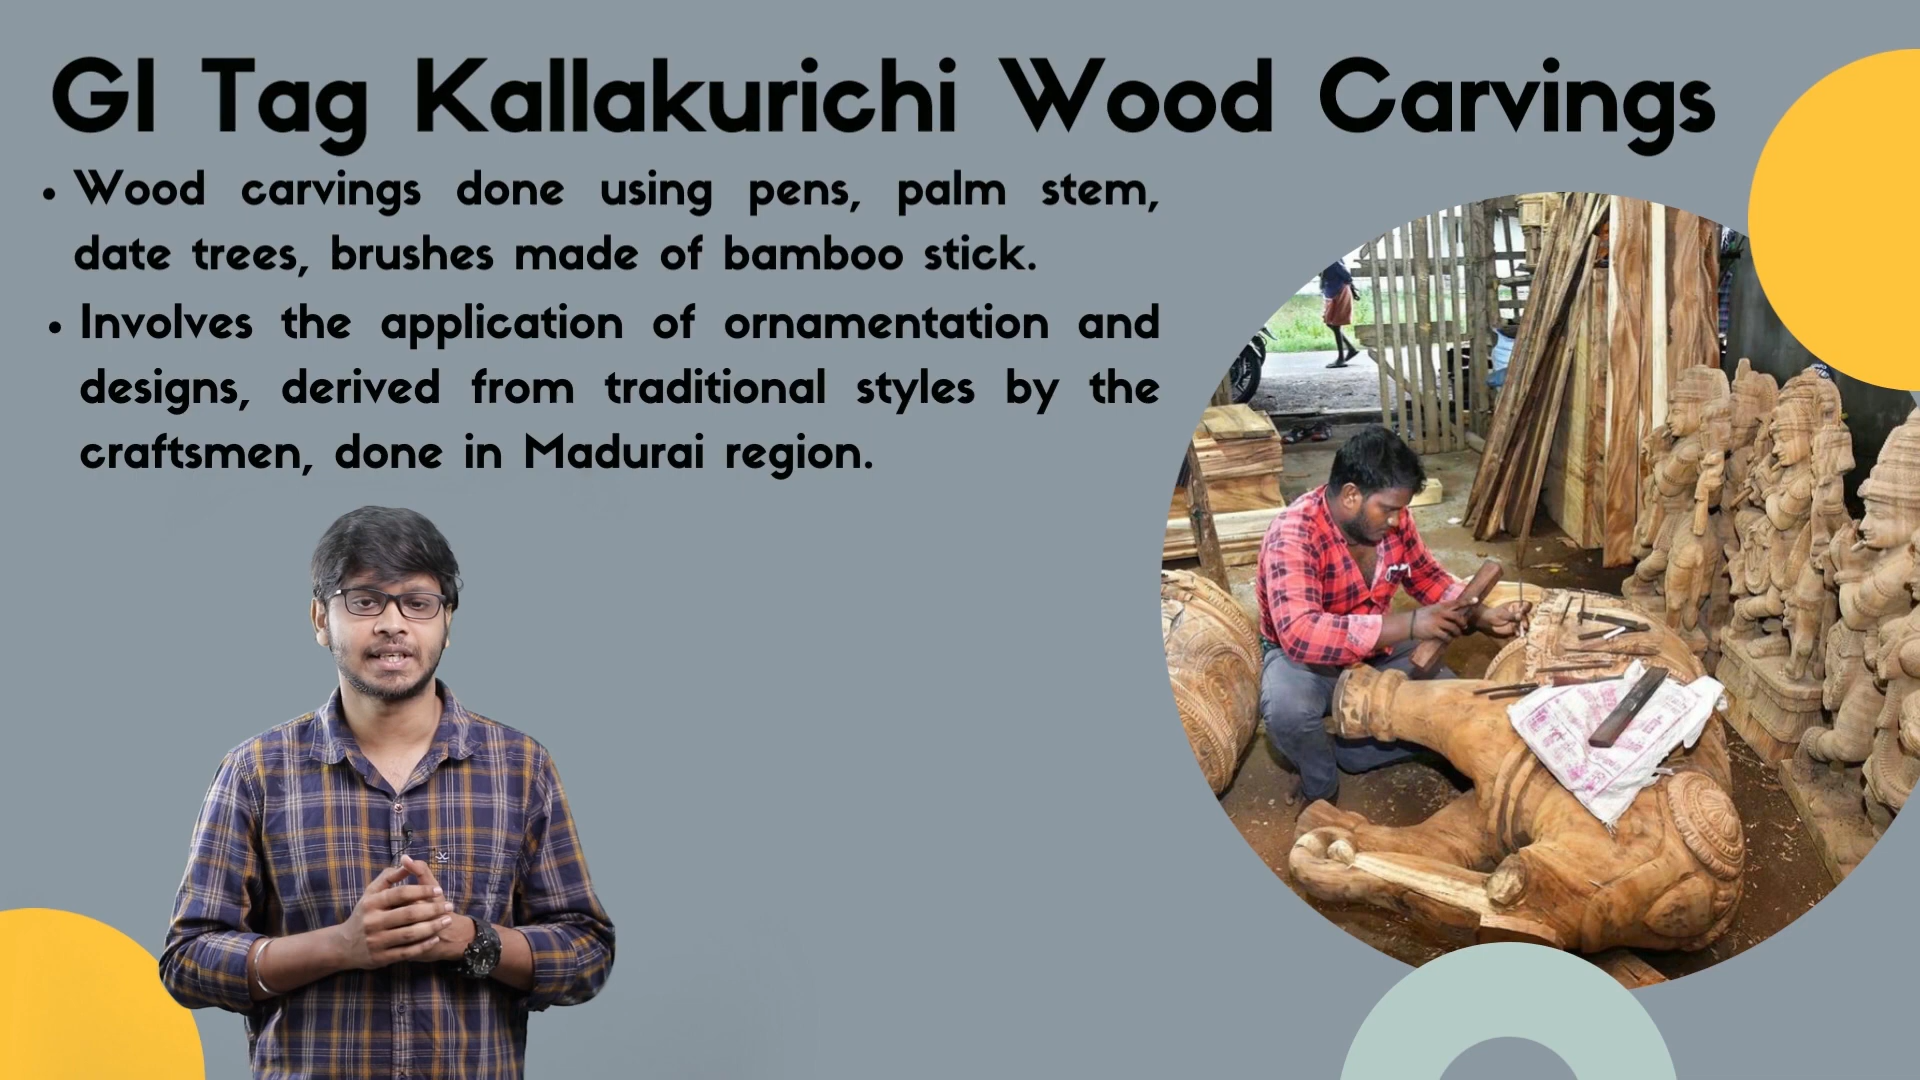 GI Tag Kallakurichi Wood Carvings
• Wood carvings done using pens, palm stem,
date trees, brushes made of bamboo stick.
• Involves the application of ornamentation and
designs, derived from traditional styles by the
craftsmen, done in Madurai region.